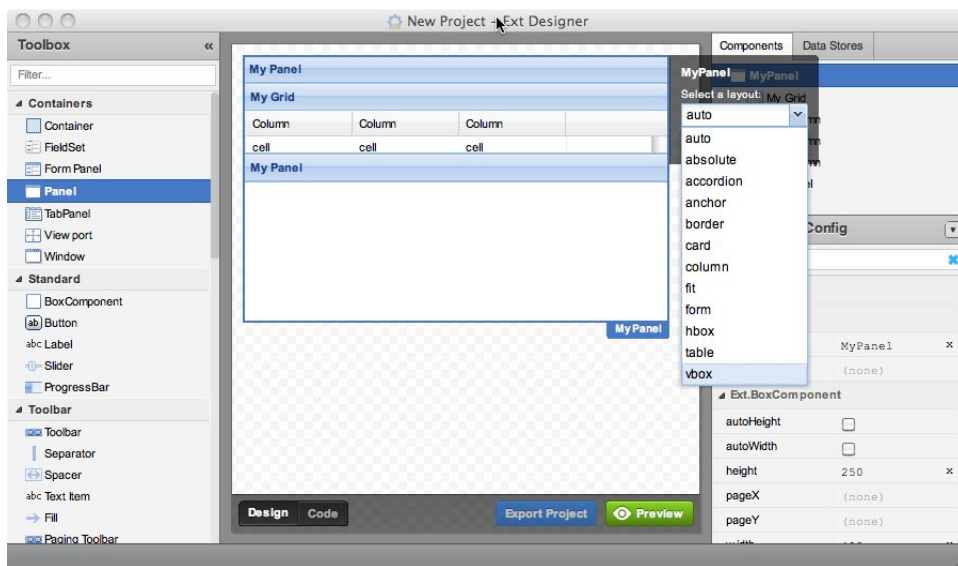 New Project - Ext Designer
Toolbox
«
Filter...
Containers
Container
FieldSet
Form Panel
Panel
TabPanel
View port
Window
Standard
BoxComponent
ab Button
abc Label
Slider
ProgressBar
Toolbar
Toolbar
Separator
Spacer
abc Text Item
Fill
Paging Toolbar
My Panel
My Grid
Column Column Column
cell cell cell
My Panel
MyPanel
Design Code
Export Project
Preview
MyPanel
Select a layout:
auto
auto
absolute
accordion
anchor
border
card
column
fit
form
hbox
table
vbox
Components Data Stores
MyPanel
My Grid
Config
MyPanel x
(none)
Ext.BoxComponent
autoHeight
autoWidth
height 250 x
pageX (none)
pageY (none)